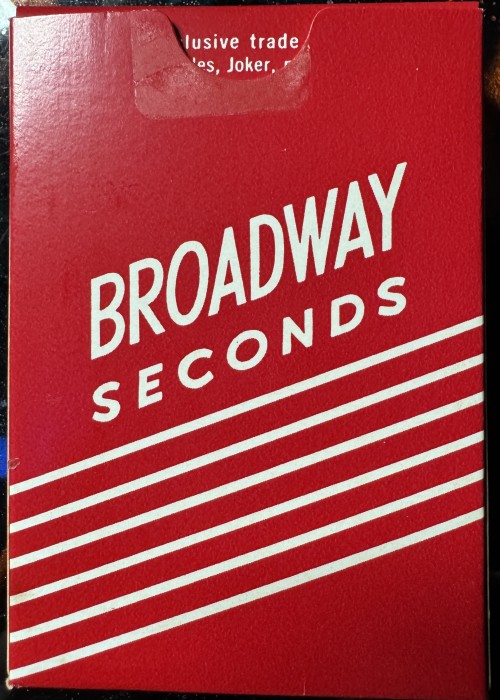 lusive trade
les, Joker,
BROADWAY
SECONDS